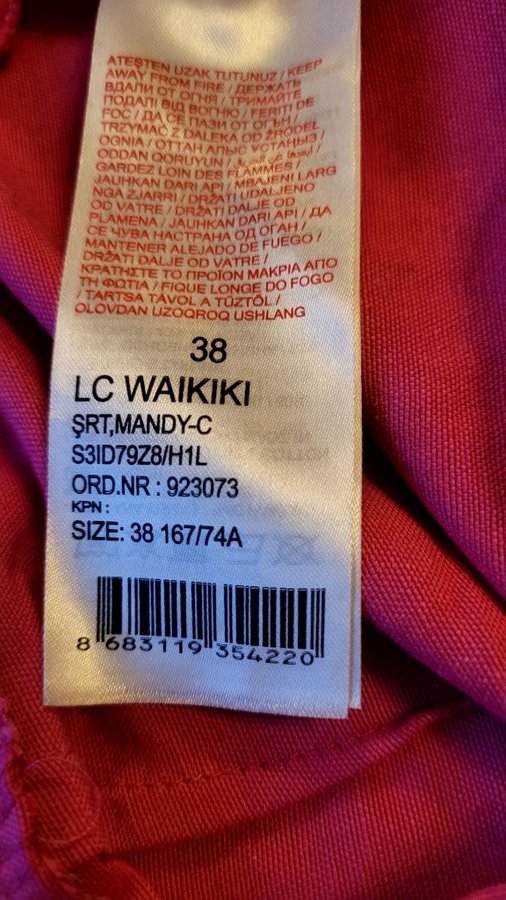 ATEŞTEN UZAK TUTUNUZ / KEEP
AWAY FROM FIRE / ДЕРЖАТЬ
ВДАЛИ ОТ ОГНЯ / ТРИМАЙТЕ
ПОДАЛІ ВІД ВОГНЮ / FERITI DE
FOC / ДА СЕ ПАЗИ ОТ ОГЪН /
TRZYMAĆ Z DALEKA OD ŹRÓDEŁ
OGNIA / ОТТАН АЛЫС ҰСТАҢЫЗ /
ODDAN QORUYUN /
GARDEZ LOIN DES FLAMMES /
JAUHKAN DARI API / MBAJENI LARG
NGA ZJARRI / DRŽATI UDALJENO
OD VATRE / DRŽATI DALJE OD
PLAMENA / JAUHKAN DARI API / ДА
СЕ ЧУВА НАСТРАНА ОД ОГАН /
MANTENER ALEJADO DE FUEGO /
DRŽATI DALJE OD VATRE /
ΚΡΑΤΗΣΤΕ ΤΟ ΠΡΟΪΟΝ ΜΑΚΡΙΑ ΑΠΟ
ΤΗ ΦΩΤΙΑ / FIQUE LONGE DO FOGO
/ TARTSA TÁVOL A TŰZTŐL /
OLOVDAN UZOQROQ USHLANG
38
LC WAIKIKI
ŞRT,MANDY-C
S3ID79Z8/H1L
ORD.NR : 923073
KPN :
SIZE: 38 167/74A
8 683119 354220